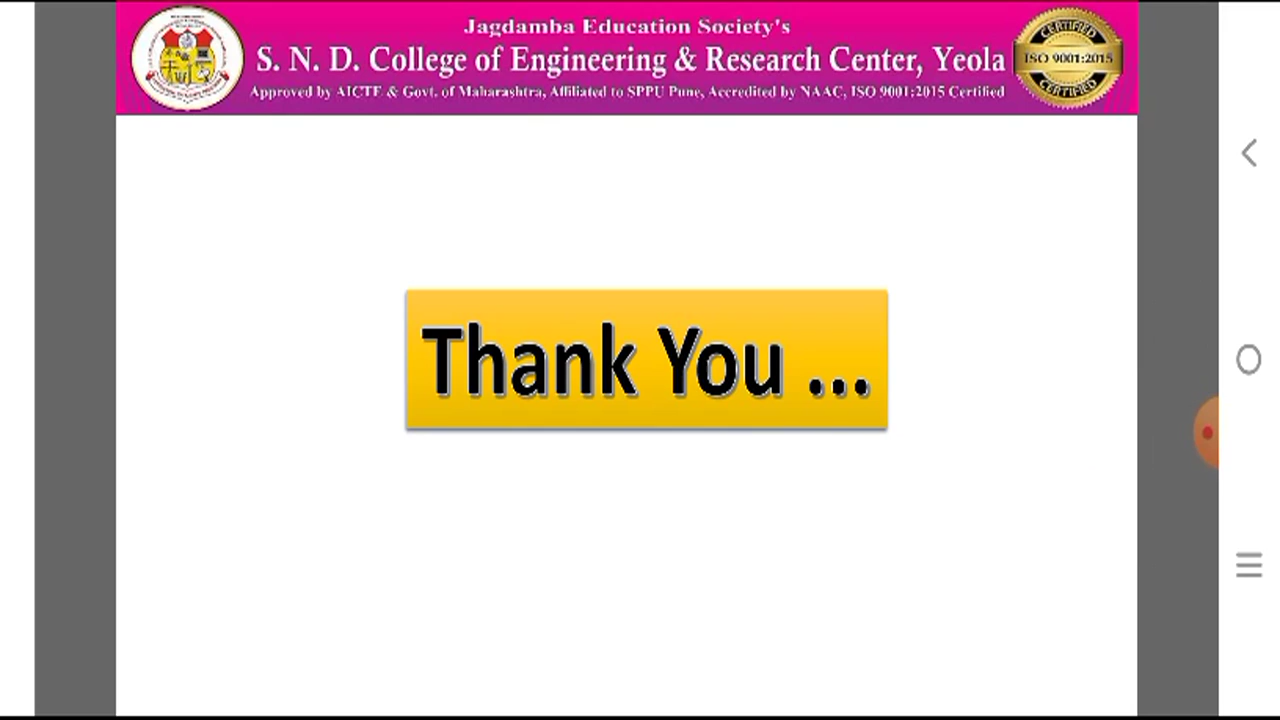 Jagdamba Education Society's
S. N. D. College of Engineering & Research Center, Yeola
Approved by AICTE & Govt. of Maharashtra, Affiliated to SPPU Pune, Accredited by NAAC, ISO 9001:2015 Certified
CERTIFIED
ISO 9001:2015
CERTIFIED
Thank You ...